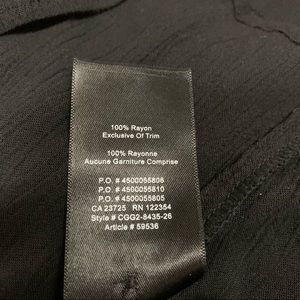 100% Rayon
Exclusive Of Trim
100% Rayonne
Aucune Garniture Comprise
P.O. # 4500055806
P.O. # 4500055810
P.O. # 4500055805
CA 23725 RN 122354
Style # CGG2-8435-26
Article # 59536